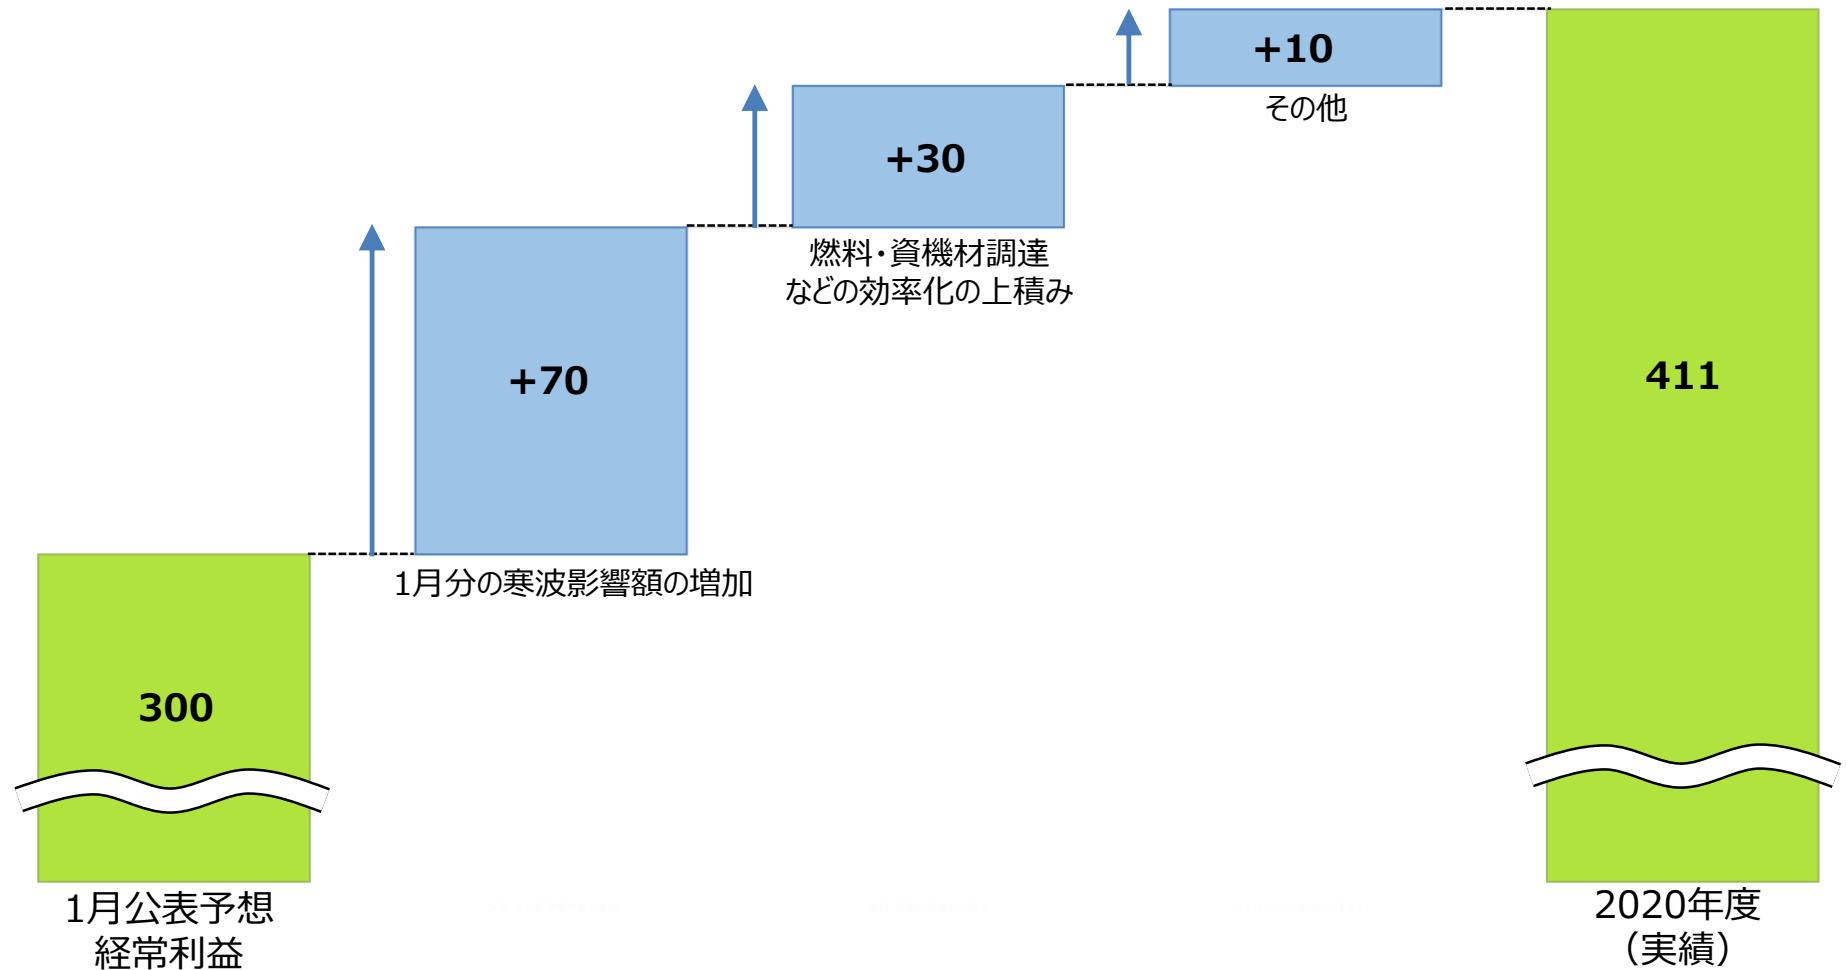 +10
その他
+30
燃料・資機材調達
などの効率化の上積み
+70
1月分の寒波影響額の増加
411
300
1月公表予想
経常利益
2020年度
（実績）